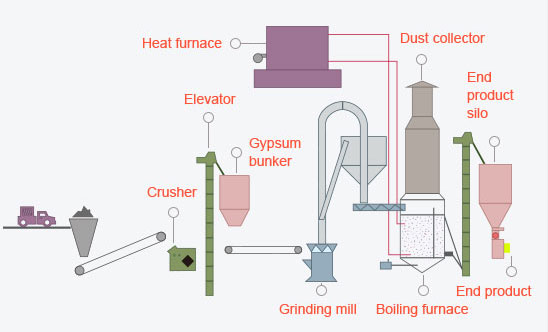 Heat furnace
Dust collector
End
product
silo
Elevator
Gypsum
bunker
Crusher
Grinding mill
Boiling furnace
End product